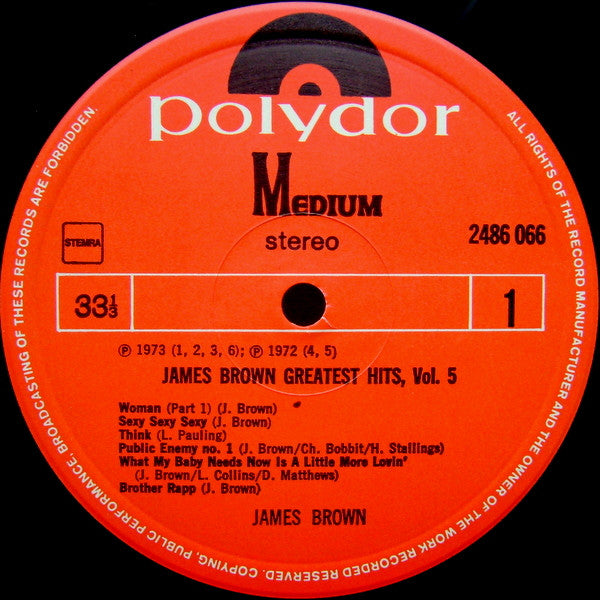 polydor
MEDIUM
stereo
STEMRA
2486 066
33⅓
1
℗ 1973 (1, 2, 3, 6); ℗ 1972 (4, 5)
JAMES BROWN GREATEST HITS, Vol. 5
Woman (Part 1) (J. Brown)
Sexy Sexy Sexy (J. Brown)
Think (L. Pauling)
Public Enemy no. 1 (J. Brown/Ch. Bobbit/H. Stallings)
What My Baby Needs Now Is A Little More Lovin'
(J. Brown/L. Collins/D. Matthews)
Brother Rapp (J. Brown)
JAMES BROWN
ALL RIGHTS OF THE RECORD MANUFACTURER AND THE OWNER OF THE WORK RECORDED RESERVED. COPYING, PUBLIC PERFORMANCE, BROADCASTING OF THESE RECORDS ARE FORBIDDEN.